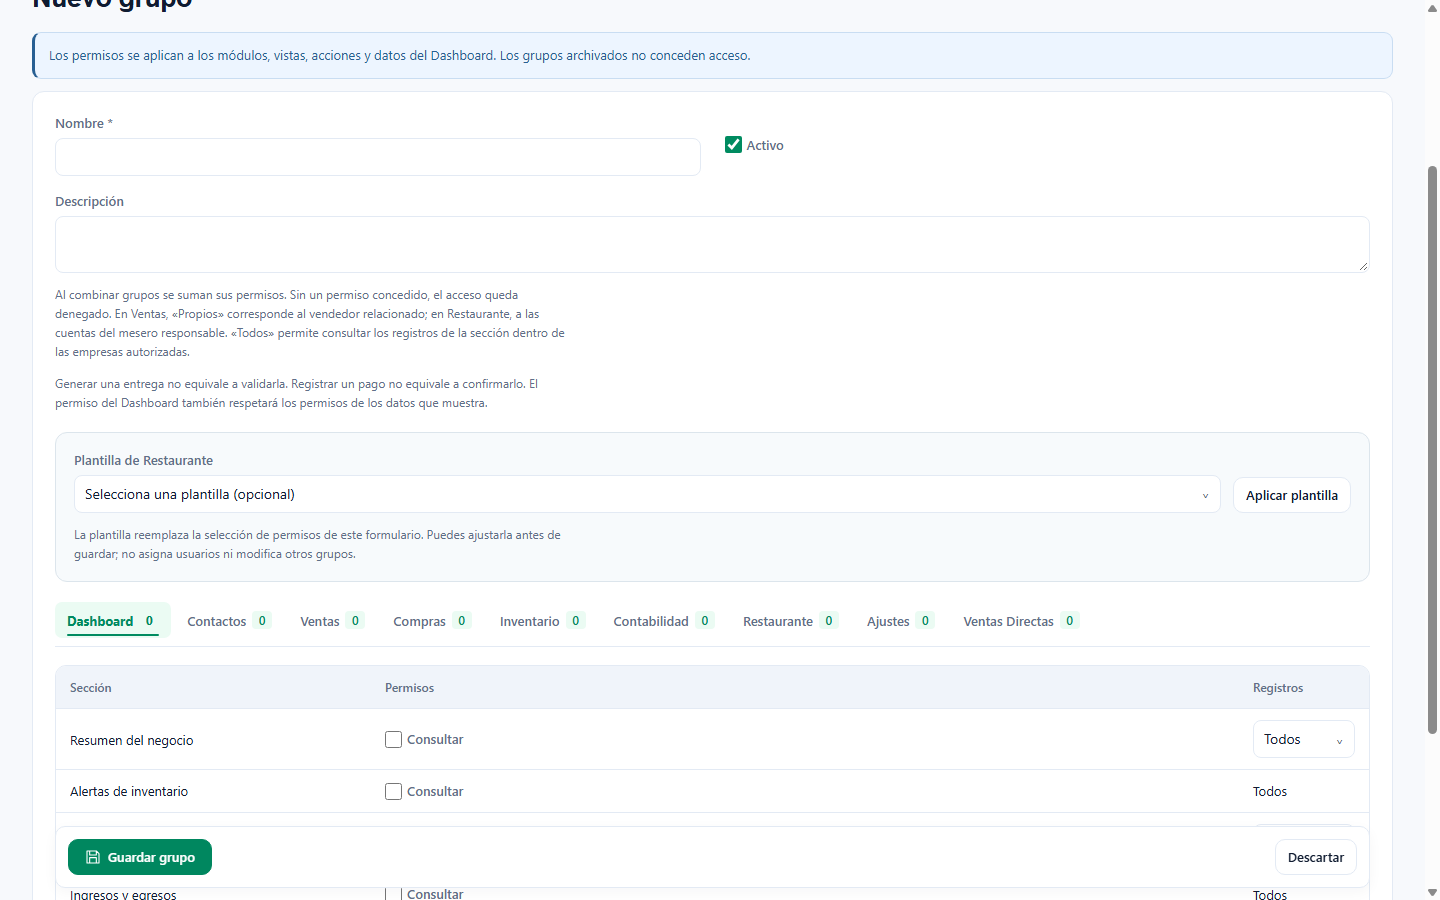 Nuevo grupo
Los permisos se aplican a los módulos, vistas, acciones y datos del Dashboard. Los grupos archivados no conceden acceso.
Nombre *
Activo
Descripción
Al combinar grupos se suman sus permisos. Sin un permiso concedido, el acceso queda
denegado. En Ventas, «Propios» corresponde al vendedor relacionado; en Restaurante, a las
cuentas del mesero responsable. «Todos» permite consultar los registros de la sección dentro de
las empresas autorizadas.
Generar una entrega no equivale a validarla. Registrar un pago no equivale a confirmarlo. El
permiso del Dashboard también respetará los permisos de los datos que muestra.
Plantilla de Restaurante
Selecciona una plantilla (opcional)
Aplicar plantilla
La plantilla reemplaza la selección de permisos de este formulario. Puedes ajustarla antes de
guardar; no asigna usuarios ni modifica otros grupos.
Dashboard 0 Contactos 0 Ventas 0 Compras 0 Inventario 0 Contabilidad 0 Restaurante 0 Ajustes 0 Ventas Directas 0
Sección Permisos Registros
Resumen del negocio Consultar Todos
Alertas de inventario Consultar Todos
Guardar grupo Descartar
Ingresos y egresos Consultar Todos